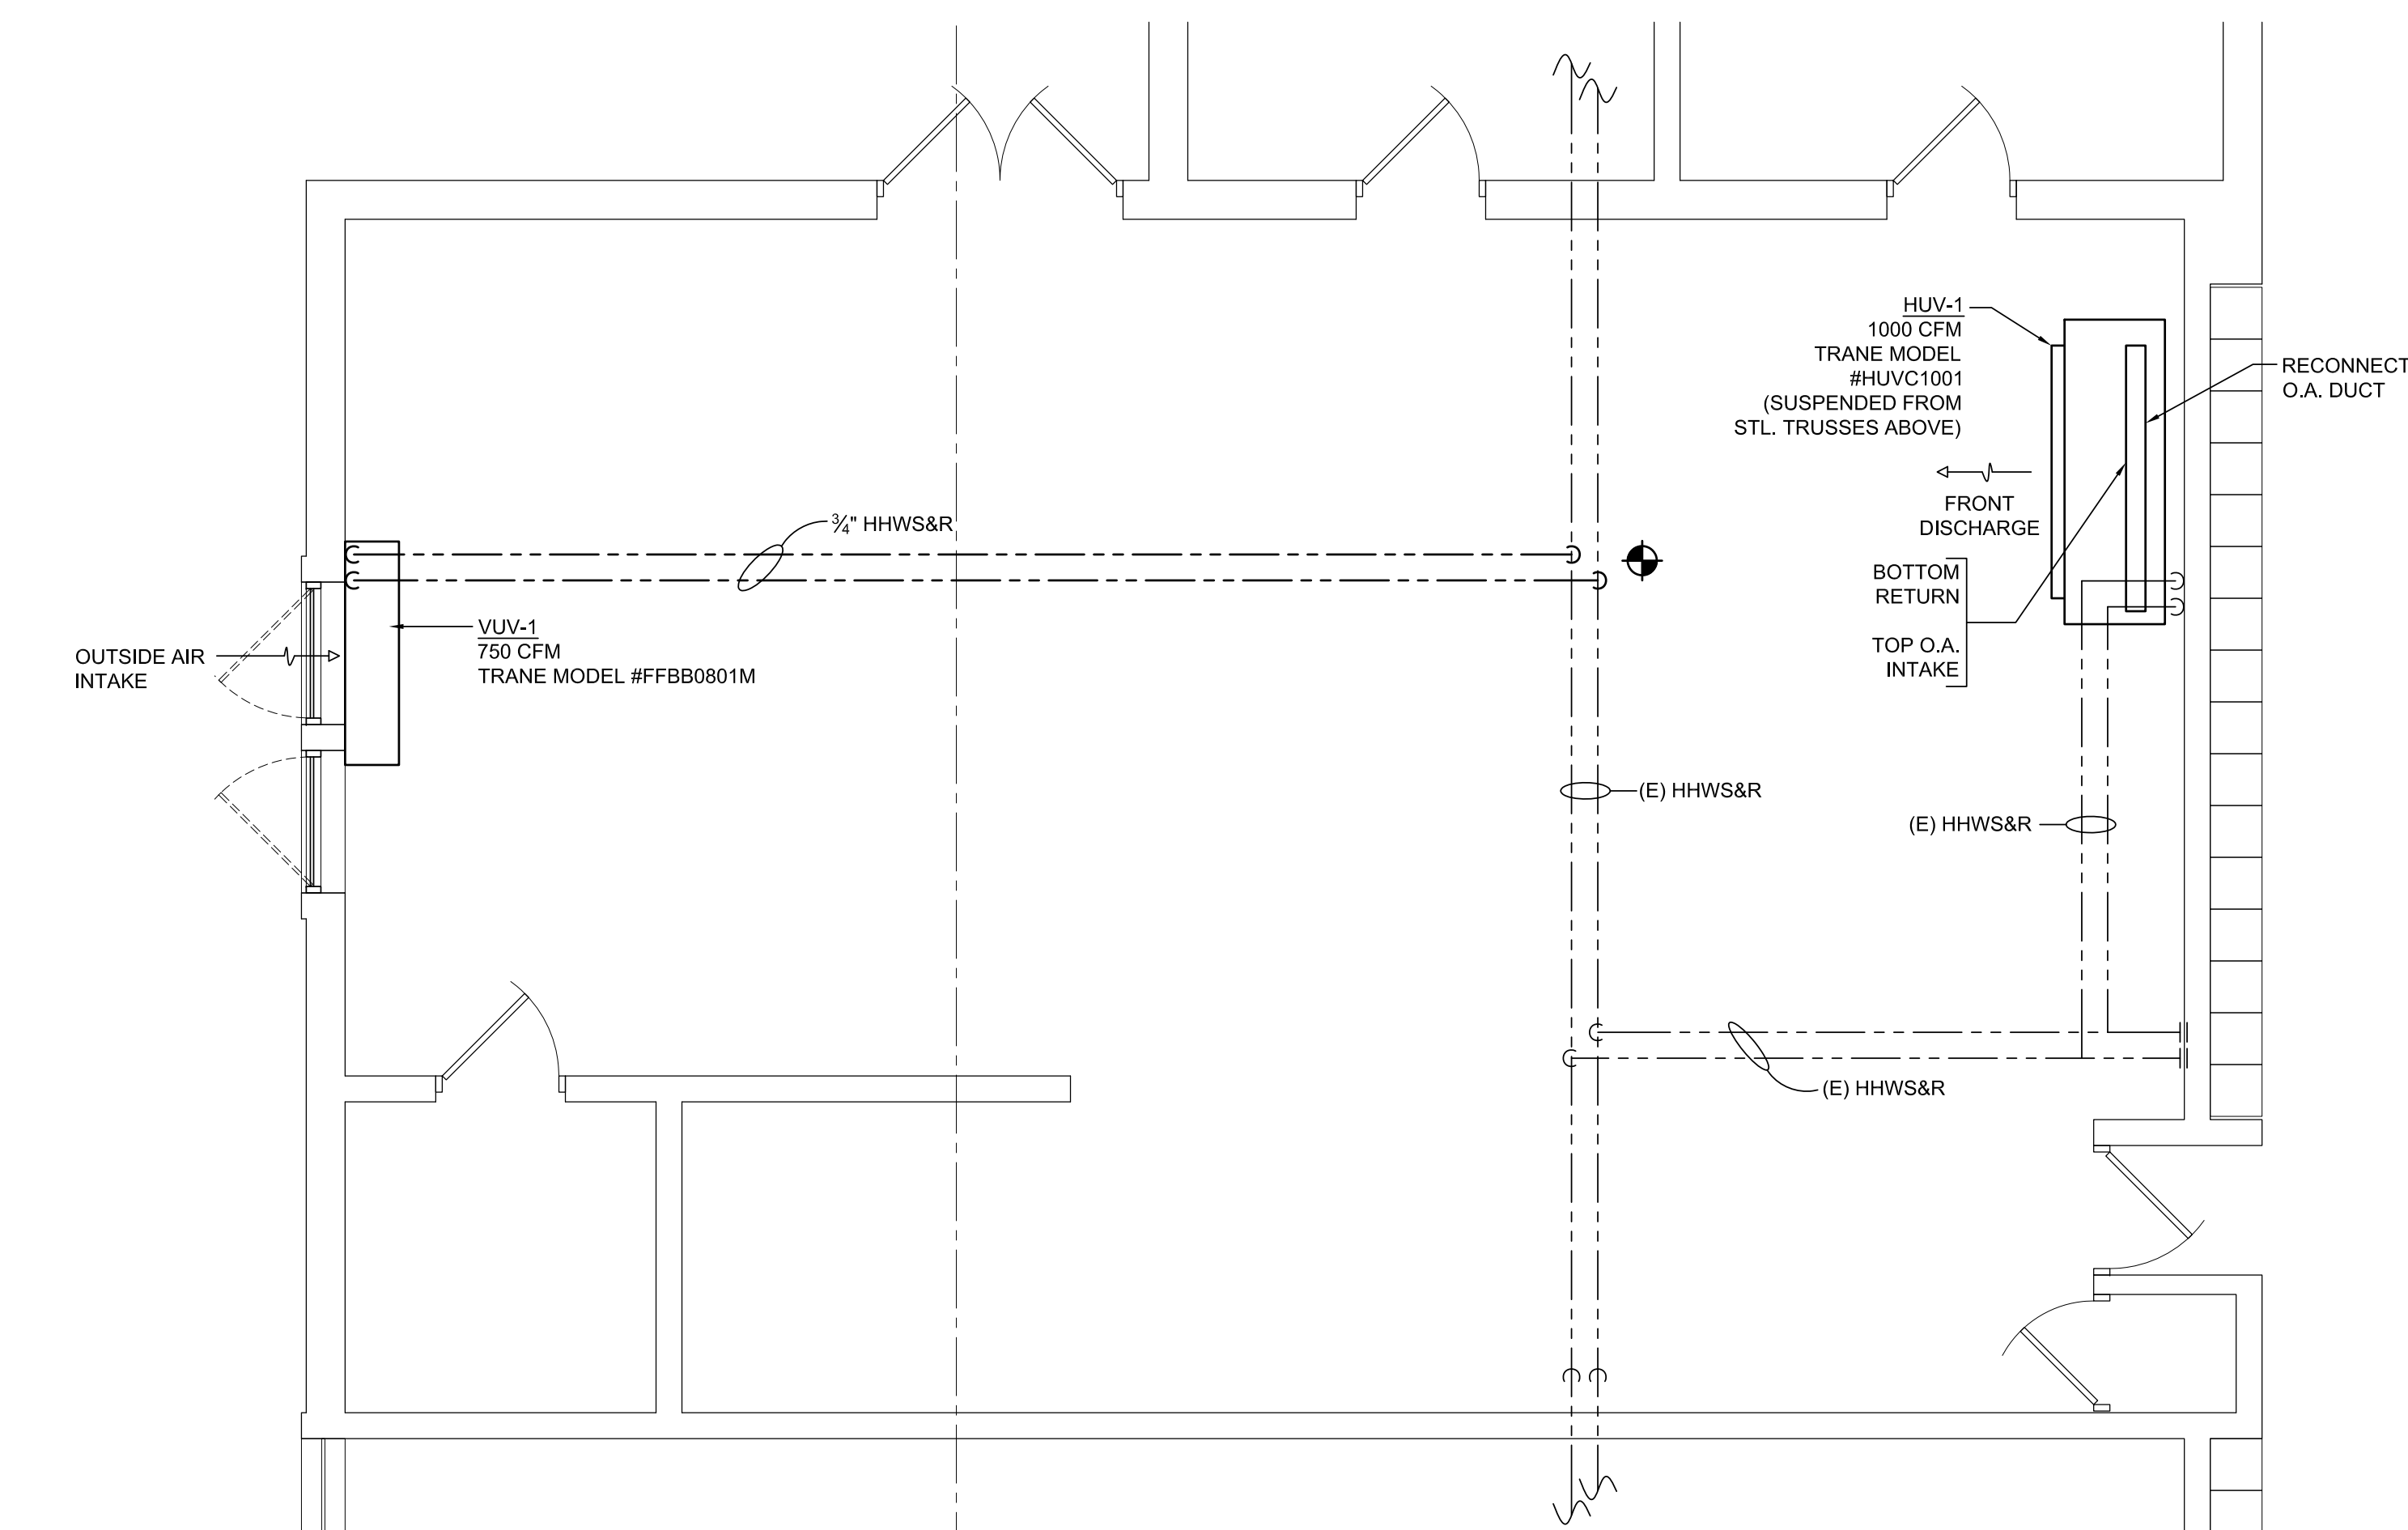 HUV-1
1000 CFM
TRANE MODEL
#HUVC1001
(SUSPENDED FROM
STL. TRUSSES ABOVE)
RECONNECT
O.A. DUCT
FRONT
DISCHARGE
3/4" HHWS&R
BOTTOM
RETURN
TOP O.A.
INTAKE
VUV-1
750 CFM
TRANE MODEL #FFBB0801M
OUTSIDE AIR
INTAKE
(E) HHWS&R
(E) HHWS&R
(E) HHWS&R